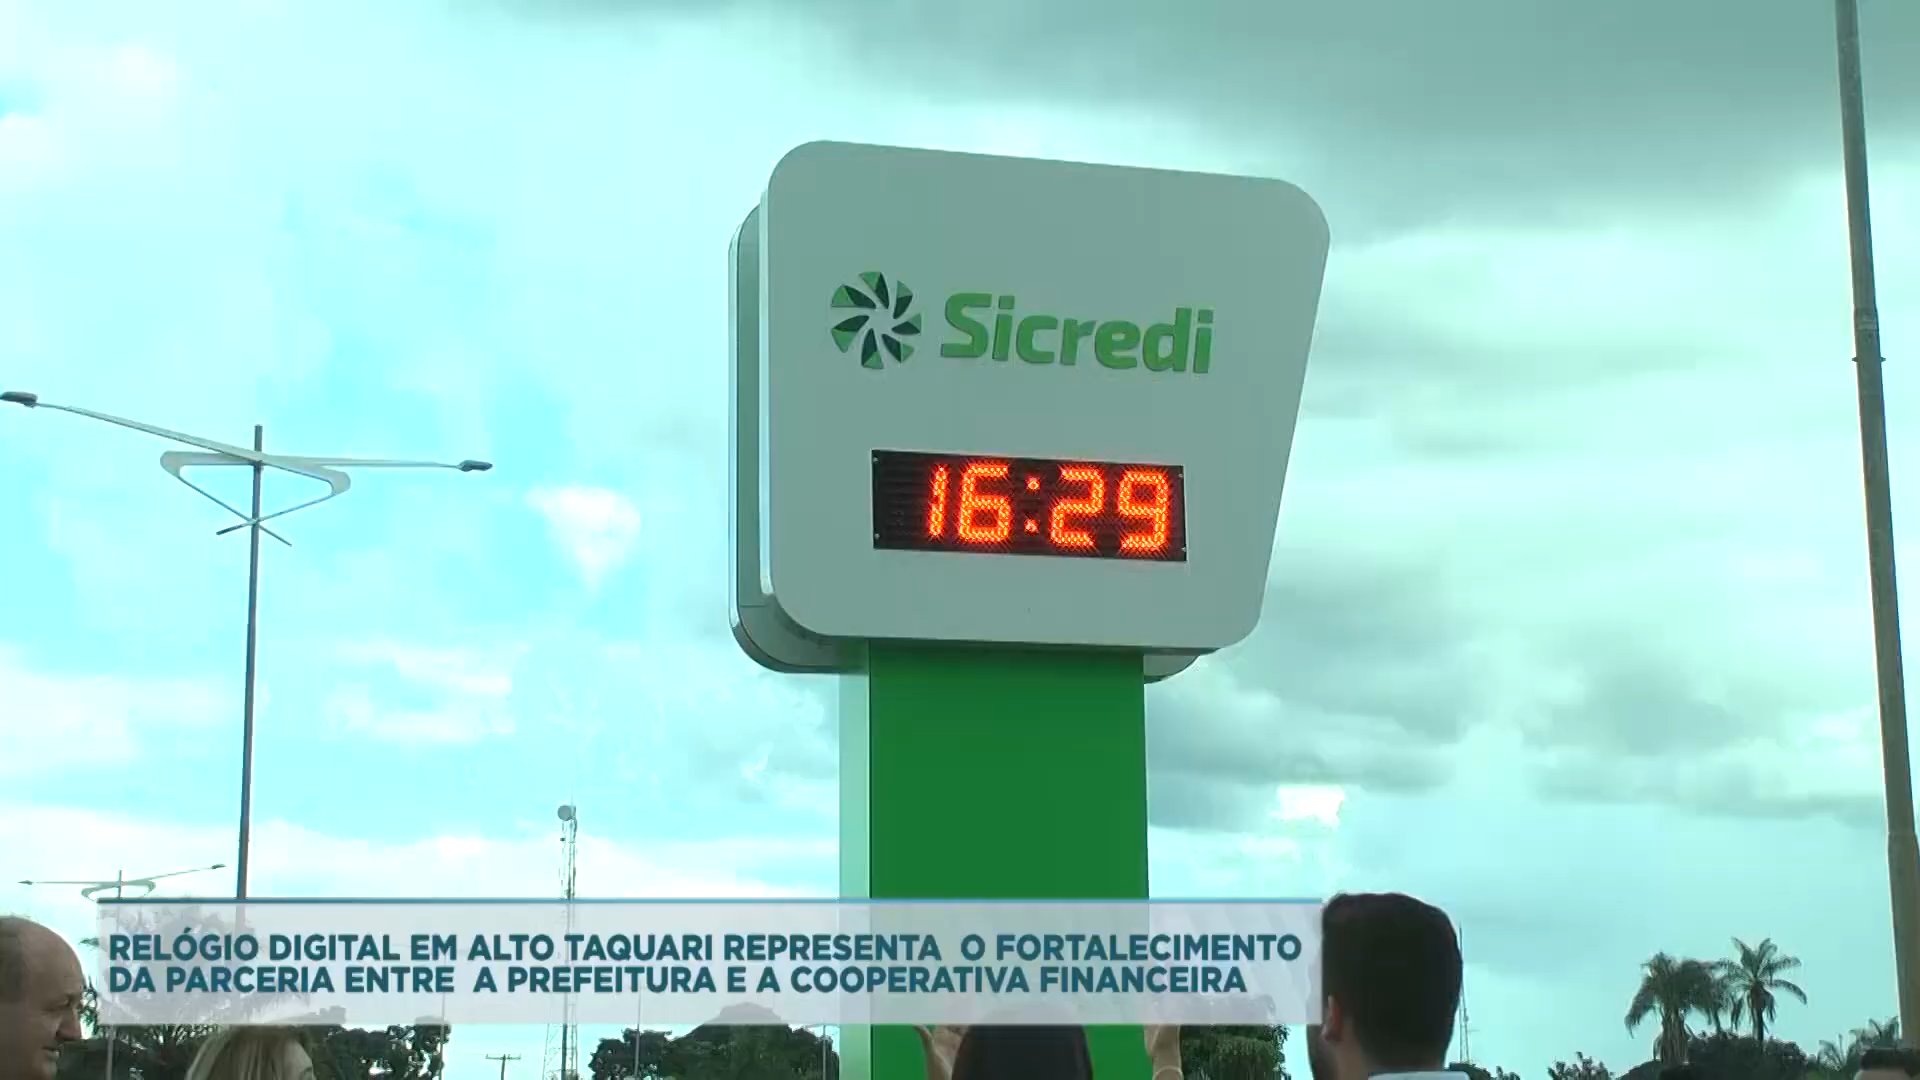 Sicredi
16:29
RELÓGIO DIGITAL EM ALTO TAQUARI REPRESENTA O FORTALECIMENTO
DA PARCERIA ENTRE A PREFEITURA E A COOPERATIVA FINANCEIRA